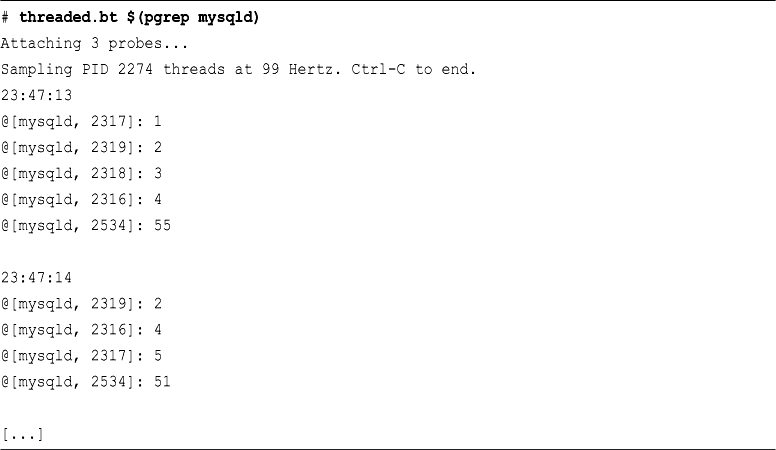 # threaded.bt $(pgrep mysqld)
Attaching 3 probes...
Sampling PID 2274 threads at 99 Hertz. Ctrl-C to end.
23:47:13
@[mysqld, 2317]: 1
@[mysqld, 2319]: 2
@[mysqld, 2318]: 3
@[mysqld, 2316]: 4
@[mysqld, 2534]: 55
23:47:14
@[mysqld, 2319]: 2
@[mysqld, 2316]: 4
@[mysqld, 2317]: 5
@[mysqld, 2534]: 51
[...]